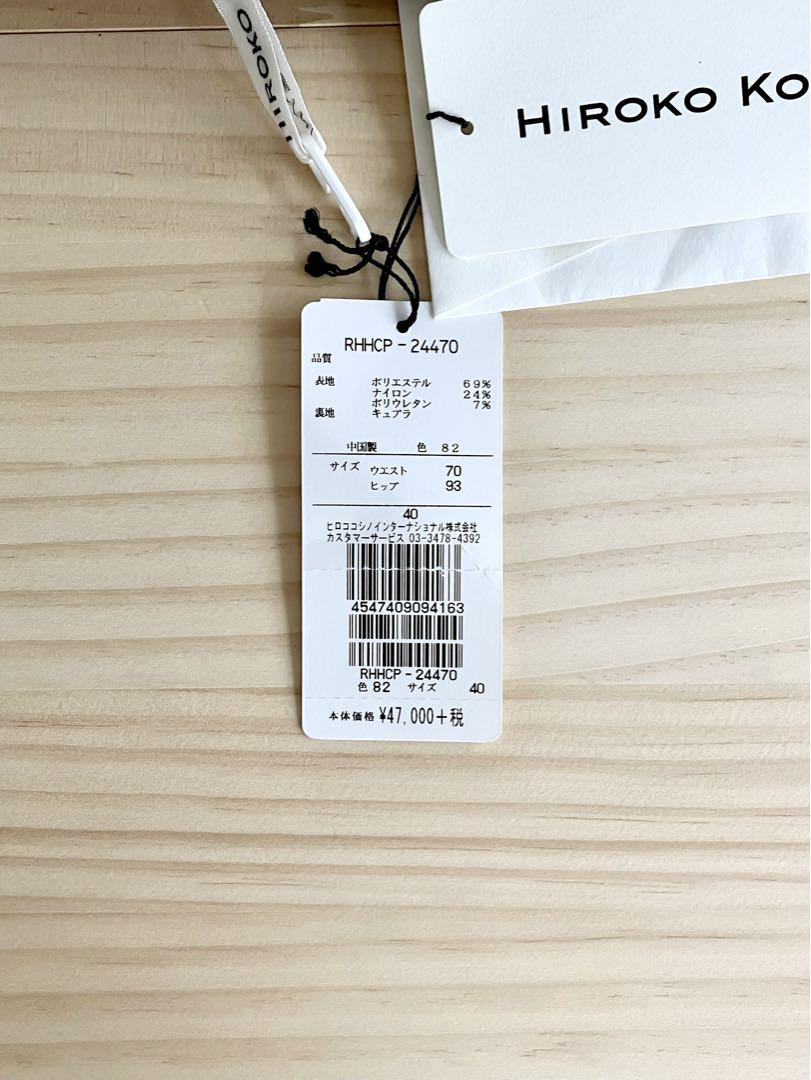 HIROKO
HIROKO KO
RHHCP-24470
品質
表地 ポリエステル 69%
ナイロン 24%
ポリウレタン 7%
裏地 キュプラ
中国製 色 82
サイズ ウエスト 70
ヒップ 93
40
ヒロココシノインターナショナル株式会社
カスタマーサービス 03-3478-4392
4547409094163
RHHCP-24470
色 82 サイズ 40
本体価格 ¥47,000+税